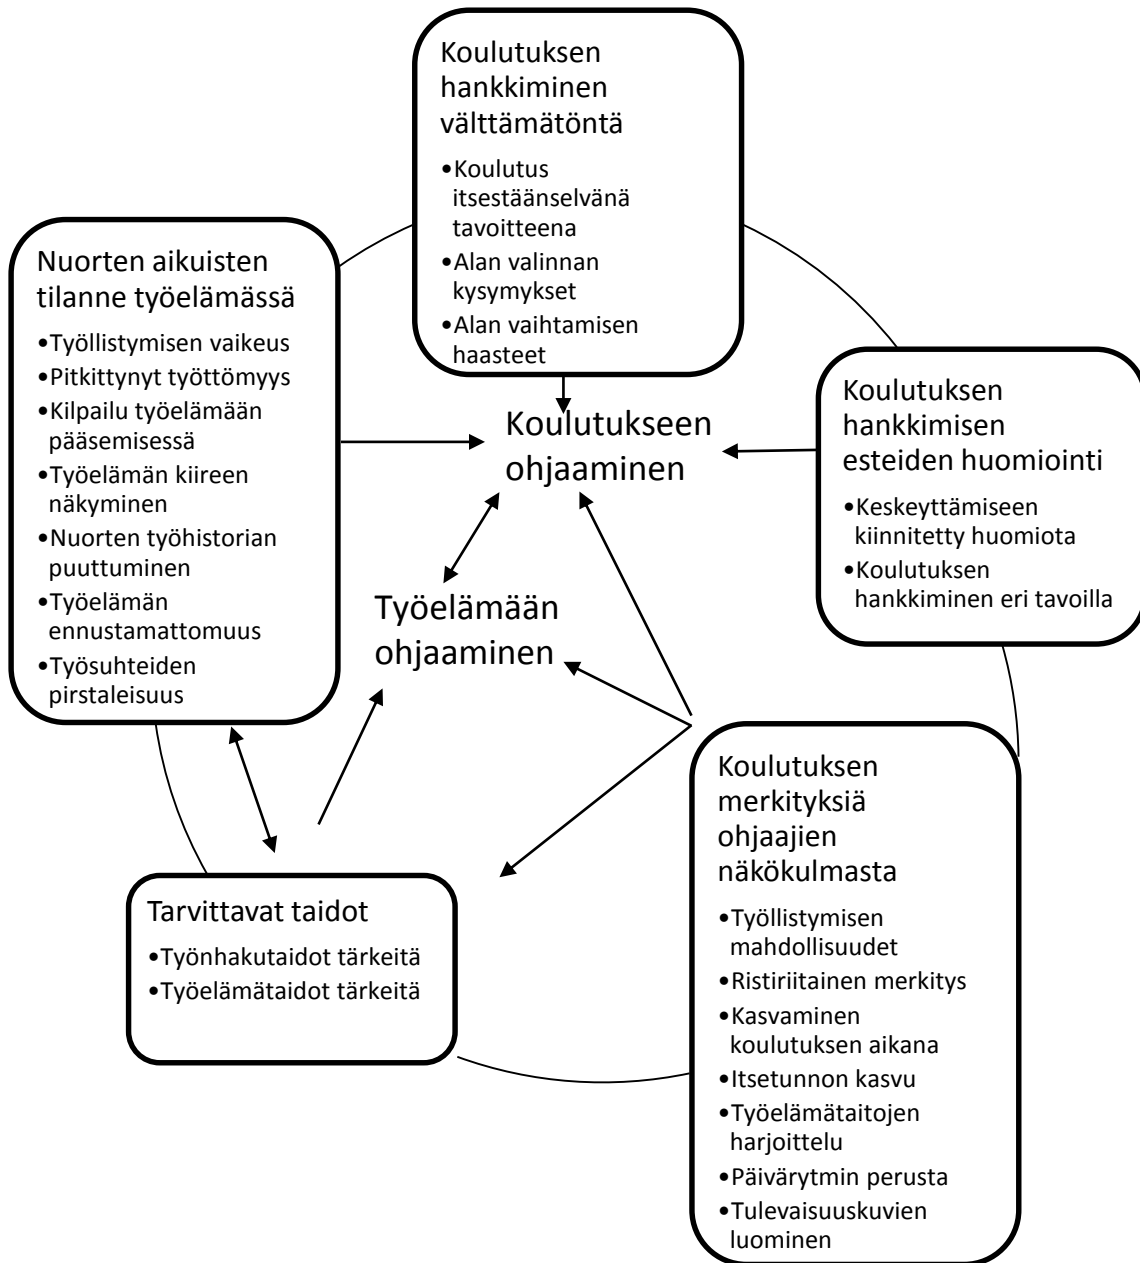 Koulutuksen
hankkiminen
välttämätöntä
•Koulutus
itsestäänselvänä
tavoitteena
•Alan valinnan
kysymykset
•Alan vaihtamisen
haasteet
Nuorten aikuisten
tilanne työelämässä
•Työllistymisen vaikeus
•Pitkittynyt työttömyys
•Kilpailu työelämään
pääsemisessä
•Työelämän kiireen
näkyminen
•Nuorten työhistorian
puuttuminen
•Työelämän
ennustamattomuus
•Työsuhteiden
pirstaleisuus
Koulutukseen
ohjaaminen
Koulutuksen
hankkimisen
esteiden huomiointi
•Keskeyttämiseen
kiinnitetty huomiota
•Koulutuksen
hankkiminen eri tavoilla
Työelämään
ohjaaminen
Tarvittavat taidot
•Työnhakutaidot tärkeitä
•Työelämätaidot tärkeitä
Koulutuksen
merkityksiä
ohjaajien
näkökulmasta
•Työllistymisen
mahdollisuudet
•Ristiriitainen merkitys
•Kasvaminen
koulutuksen aikana
•Itsetunnon kasvu
•Työelämätaitojen
harjoittelu
•Päivärytmin perusta
•Tulevaisuuskuvien
luominen